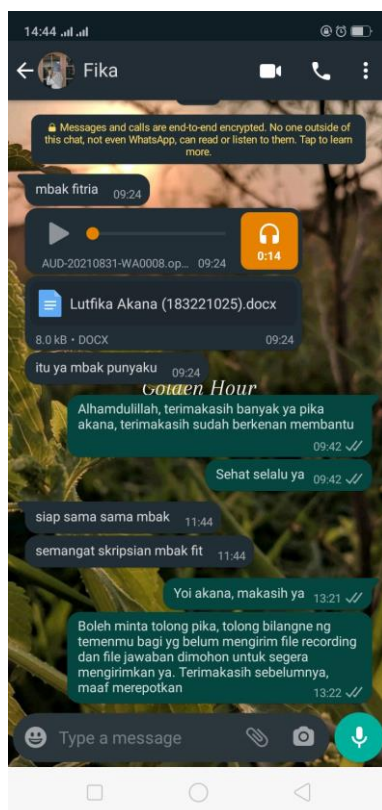 14:44
Fika
Messages and calls are end-to-end encrypted. No one outside of
this chat, not even WhatsApp, can read or listen to them. Tap to learn
more.
mbak fitria 09:24
0:14
AUD-20210831-WA0008.op... 09:24
Lutfika Akana (183221025).docx
8.0 kB • DOCX 09:24
itu ya mbak punyaku 09:24
Golden Hour
Alhamdulillah, terimakasih banyak ya pika
akana, terimakasih sudah berkenan membantu
09:42
Sehat selalu ya 09:42
siap sama sama mbak 11:44
semangat skripsian mbak fit 11:44
Yoi akana, makasih ya 13:21
Boleh minta tolong pika, tolong bilangne ng
temenmu bagi yg belum mengirim file recording
dan file jawaban dimohon untuk segera
mengirimkan ya. Terimakasih sebelumnya,
maaf merepotkan 13:22
Type a message